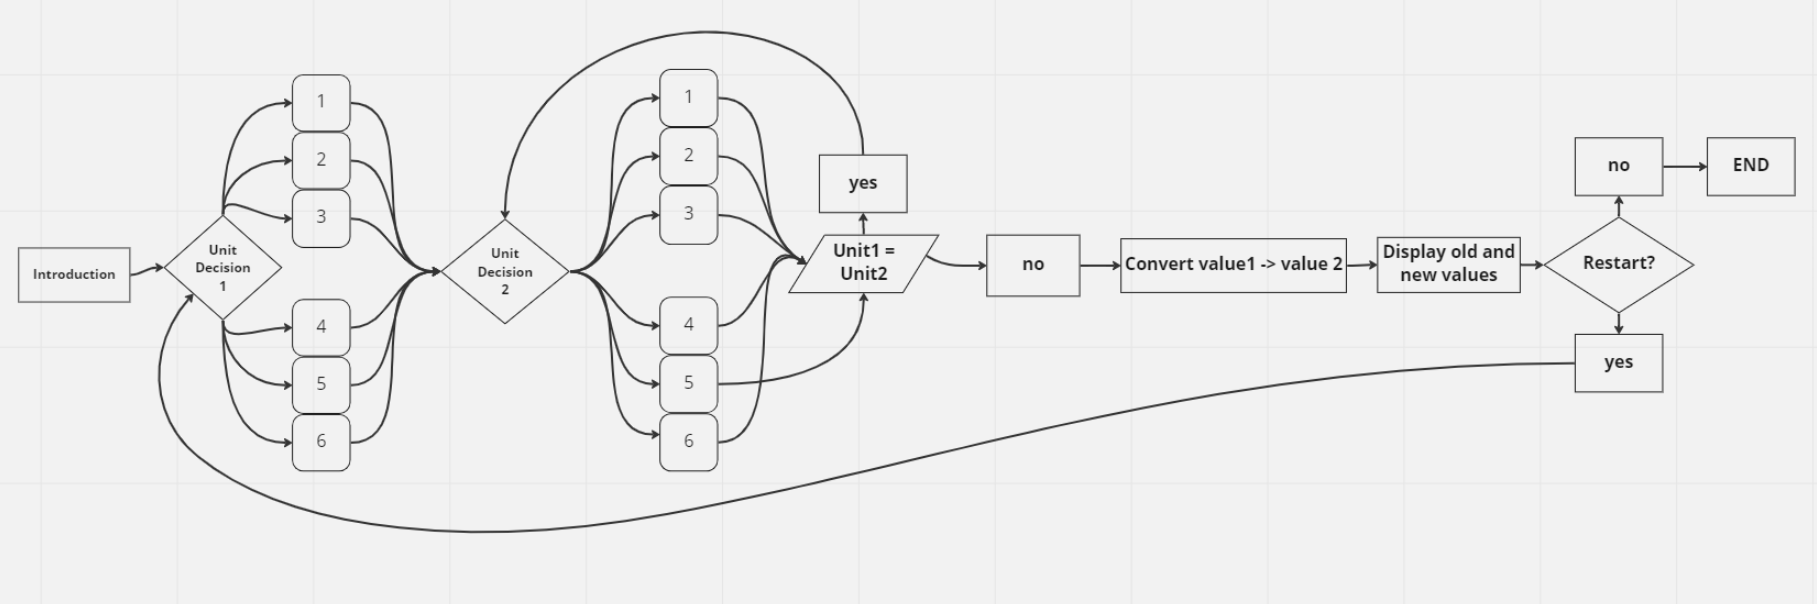 Introduction
Unit
Decision
1
1
2
3
4
5
6
Unit
Decision
2
1
2
3
4
5
6
yes
Unit1 =
Unit2
no
Convert value1 -> value 2
Display old and
new values
Restart?
no
END
yes